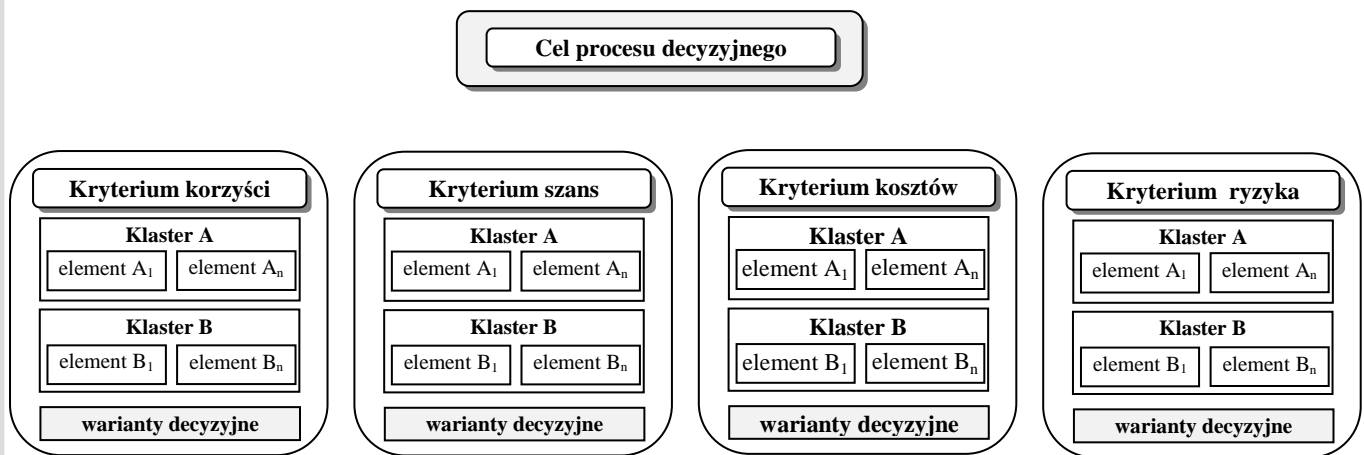 Cel procesu decyzyjnego
Kryterium korzyści
Klaster A
element A₁
element Aₙ
Klaster B
element B₁
element Bₙ
warianty decyzyjne
Kryterium szans
Klaster A
element A₁
element Aₙ
Klaster B
element B₁
element Bₙ
warianty decyzyjne
Kryterium kosztów
Klaster A
element A₁
element Aₙ
Klaster B
element B₁
element Bₙ
warianty decyzyjne
Kryterium ryzyka
Klaster A
element A₁
element Aₙ
Klaster B
element B₁
element Bₙ
warianty decyzyjne